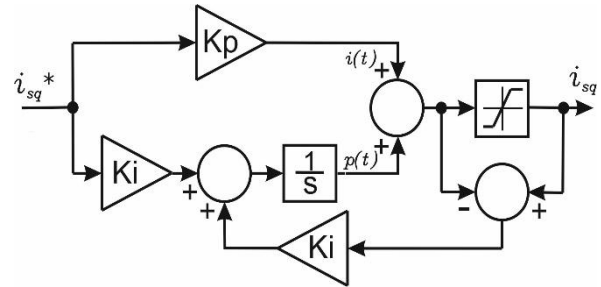 Kp
i(t)
+
i_sq*
i_sq
Ki
+
+
1/s
p(t)
+
-
+
Ki